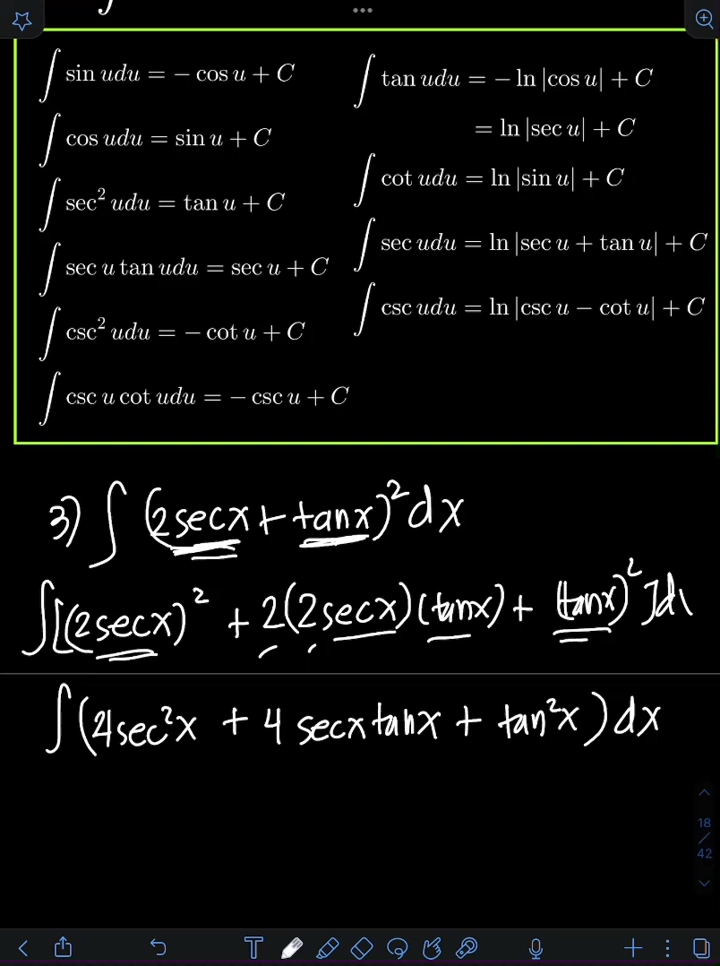 ∫ sin u du = − cos u + C
∫ cos u du = sin u + C
∫ sec² u du = tan u + C
∫ sec u tan u du = sec u + C
∫ csc² u du = − cot u + C
∫ csc u cot u du = − csc u + C
∫ tan u du = − ln |cos u| + C
= ln |sec u| + C
∫ cot u du = ln |sin u| + C
∫ sec u du = ln |sec u + tan u| + C
∫ csc u du = ln |csc u − cot u| + C
3) ∫ (2secx + tanx)² dx
∫[(2secx)² + 2(2secx)(tanx) + (tanx)²]dx
∫(4sec²x + 4 secxtanx + tan²x)dx
18
/
42
T